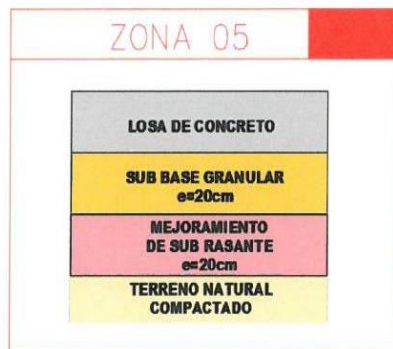 ZONA 05
LOSA DE CONCRETO
SUB BASE GRANULAR
e=20cm
MEJORAMIENTO
DE SUB RASANTE
e=20cm
TERRENO NATURAL
COMPACTADO